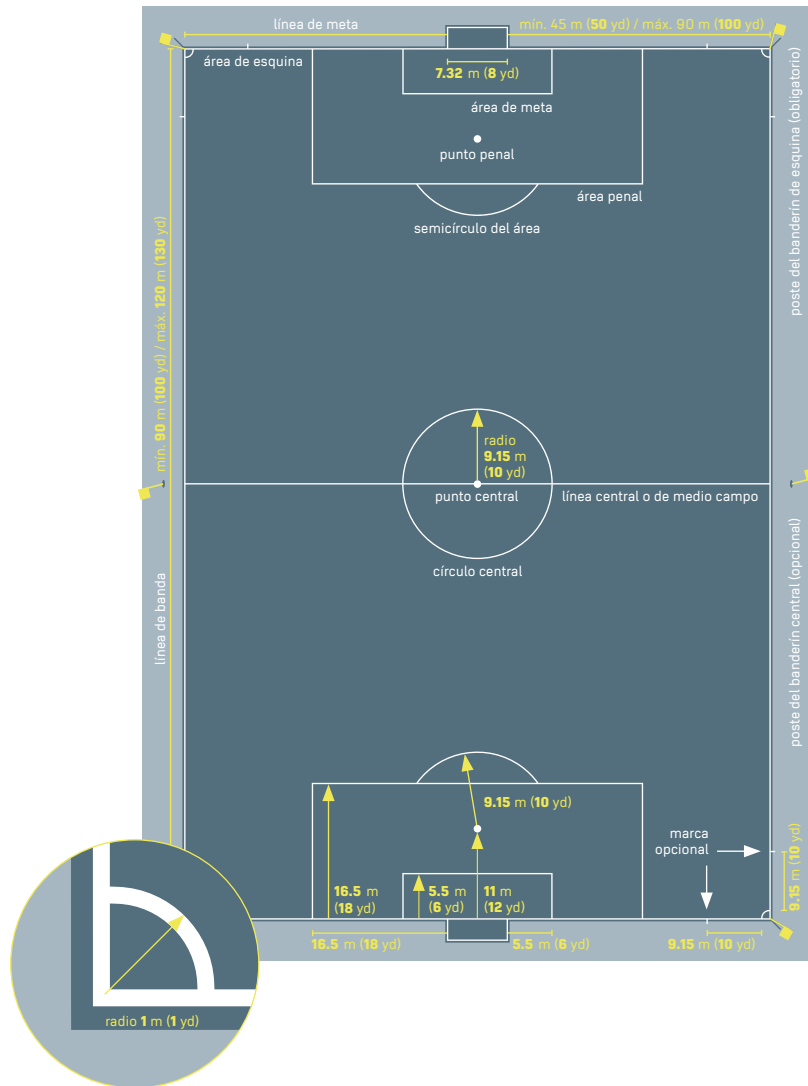 línea de meta
mín. 45 m (50 yd) / máx. 90 m (100 yd)
área de esquina
7.32 m (8 yd)
área de meta
punto penal
área penal
semicírculo del área
poste del banderín de esquina (obligatorio)
mín. 90 m (100 yd) / máx. 120 m (130 yd)
radio
9.15 m
(10 yd)
punto central
línea central o de medio campo
círculo central
línea de banda
poste del banderín central (opcional)
9.15 m (10 yd)
marca
opcional
9.15 m (10 yd)
16.5 m
(18 yd)
5.5 m
(6 yd)
11 m
(12 yd)
16.5 m (18 yd)
5.5 m (6 yd)
9.15 m (10 yd)
radio 1 m (1 yd)